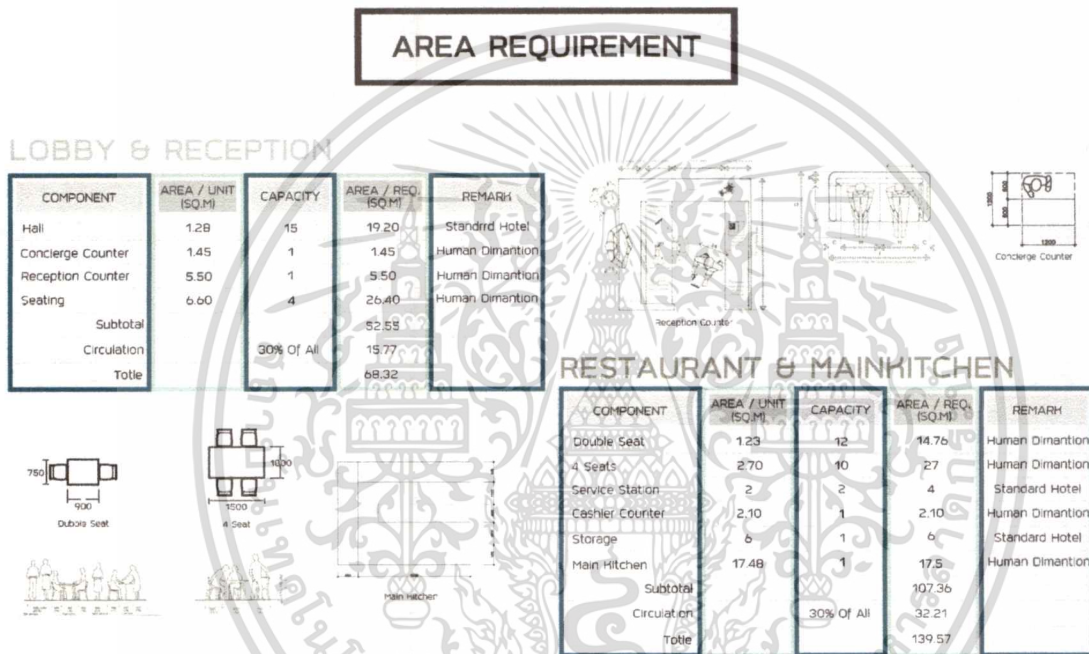 AREA REQUIREMENT
LOBBY & RECEPTION
COMPONENT AREA / UNIT (SQ.M) CAPACITY AREA / REQ. (SQ.M) REMARK
Hall 1.28 15 19.20 Standrrd Hotel
Concierge Counter 1.45 1 1.45 Human Dimantion
Reception Counter 5.50 1 5.50 Human Dimantion
Seating 6.60 4 26.40 Human Dimantion
Subtotal 52.55
Circulation 30% Of All 15.77
Totle 68.32
Reception Counter
1200
600
600
1200
Concierge Counter
RESTAURANT & MAINKITCHEN
COMPONENT AREA / UNIT (SQ.M) CAPACITY AREA / REQ. (SQ.M) REMARK
Double Seat 1.23 12 14.76 Human Dimantion
4 Seats 2.70 10 27 Human Dimantion
Service Station 2 2 4 Standard Hotel
Cashier Counter 2.10 1 2.10 Human Dimantion
Storage 6 1 6 Standard Hotel
Main Kitchen 17.48 1 17.5 Human Dimantion
Subtotal 107.36
Circulation 30% Of All 32.21
Totle 139.57
750
900
Duble Seat
1000
1500
4 Seat
Main Kitchen